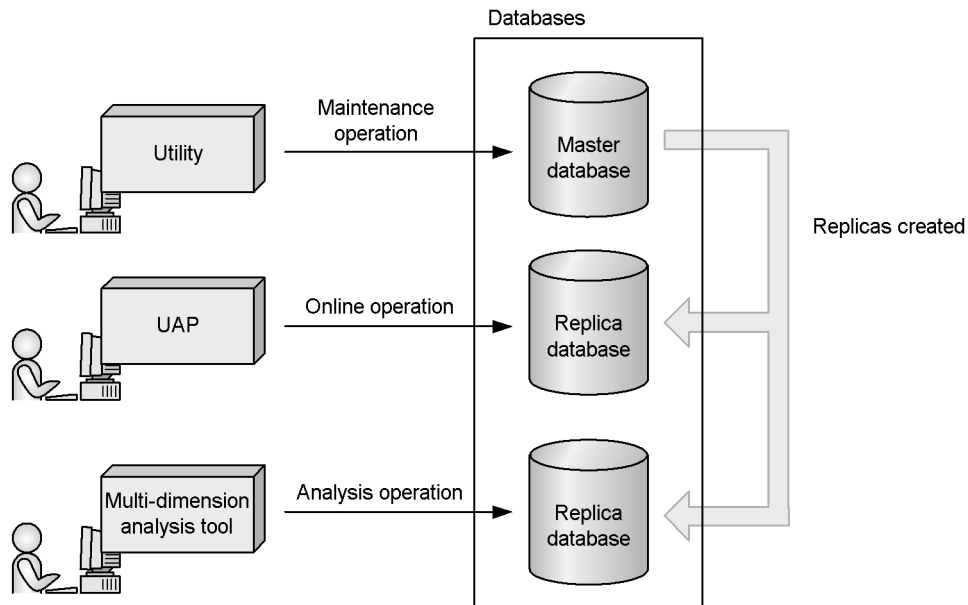 Databases
Maintenance
operation
Utility
Master
database
Replicas created
Online operation
UAP
Replica
database
Analysis operation
Multi-dimension
analysis tool
Replica
database